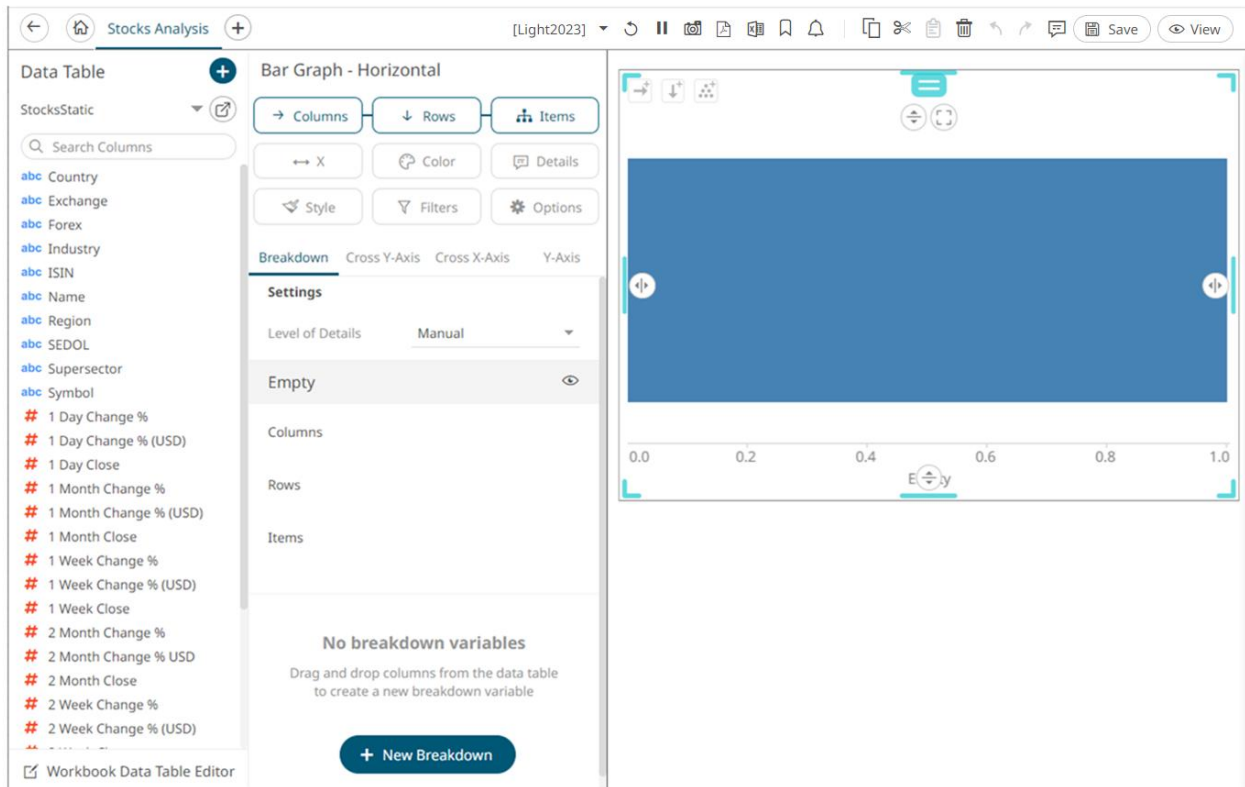 Stocks Analysis
[Light2023]
Save
View
Data Table
StocksStatic
Search Columns
abc Country
abc Exchange
abc Forex
abc Industry
abc ISIN
abc Name
abc Region
abc SEDOL
abc Supersector
abc Symbol
# 1 Day Change %
# 1 Day Change % (USD)
# 1 Day Close
# 1 Month Change %
# 1 Month Change % (USD)
# 1 Month Close
# 1 Week Change %
# 1 Week Change % (USD)
# 1 Week Close
# 2 Month Change %
# 2 Month Change % USD
# 2 Month Close
# 2 Week Change %
# 2 Week Change % (USD)
Workbook Data Table Editor
Bar Graph - Horizontal
Columns Rows Items
X Color Details
Style Filters Options
Breakdown Cross Y-Axis Cross X-Axis Y-Axis
Settings
Level of Details Manual
Empty
Columns
Rows
Items
No breakdown variables
Drag and drop columns from the data table
to create a new breakdown variable
+ New Breakdown
0.0 0.2 0.4 0.6 0.8 1.0